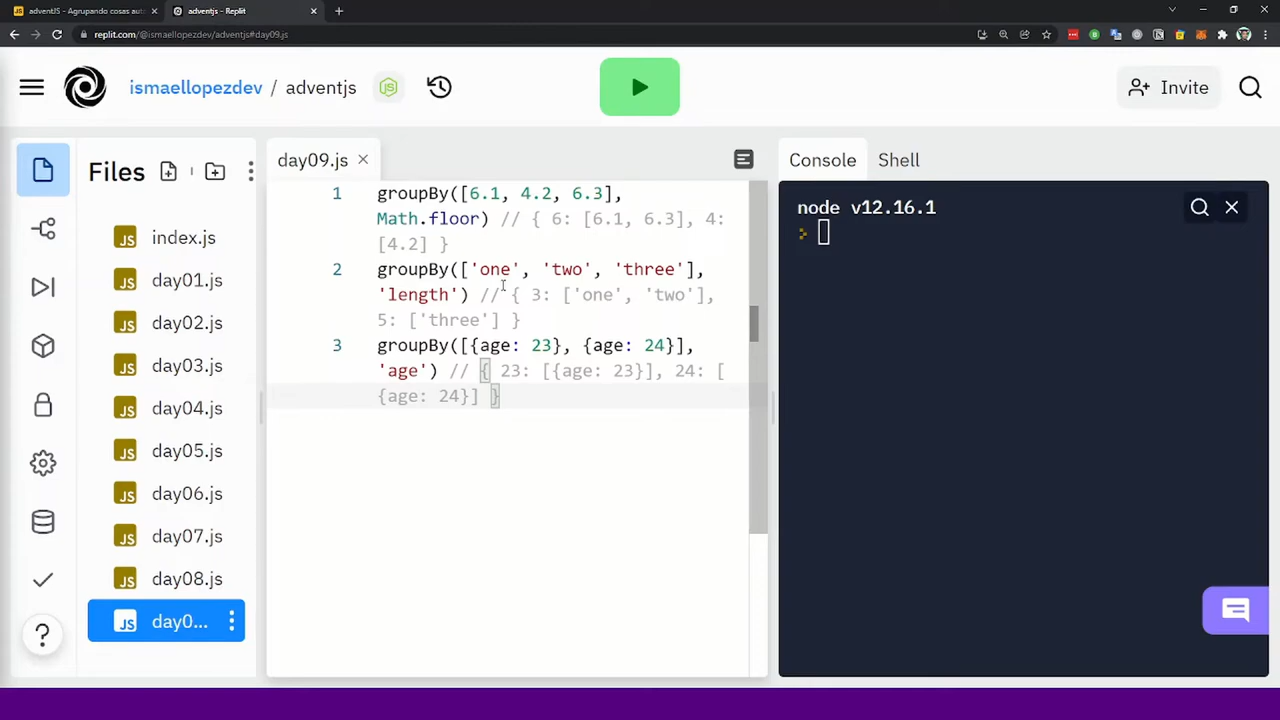 adventJS - Agrupando cosas aut
adventjs - Replit
replit.com/@ismaellopezdev/adventjs#day09.js
ismaellopezdev / adventjs
Invite
Files
day09.js
Console
Shell
index.js
day01.js
day02.js
day03.js
day04.js
day05.js
day06.js
day07.js
day08.js
day0...
1 groupBy([6.1, 4.2, 6.3],
Math.floor) // { 6: [6.1, 6.3], 4:
[4.2] }
2 groupBy(['one', 'two', 'three'],
'length') // { 3: ['one', 'two'],
5: ['three'] }
3 groupBy([{age: 23}, {age: 24}],
'age') // { 23: [{age: 23}], 24: [
{age: 24}] }
node v12.16.1
>
?